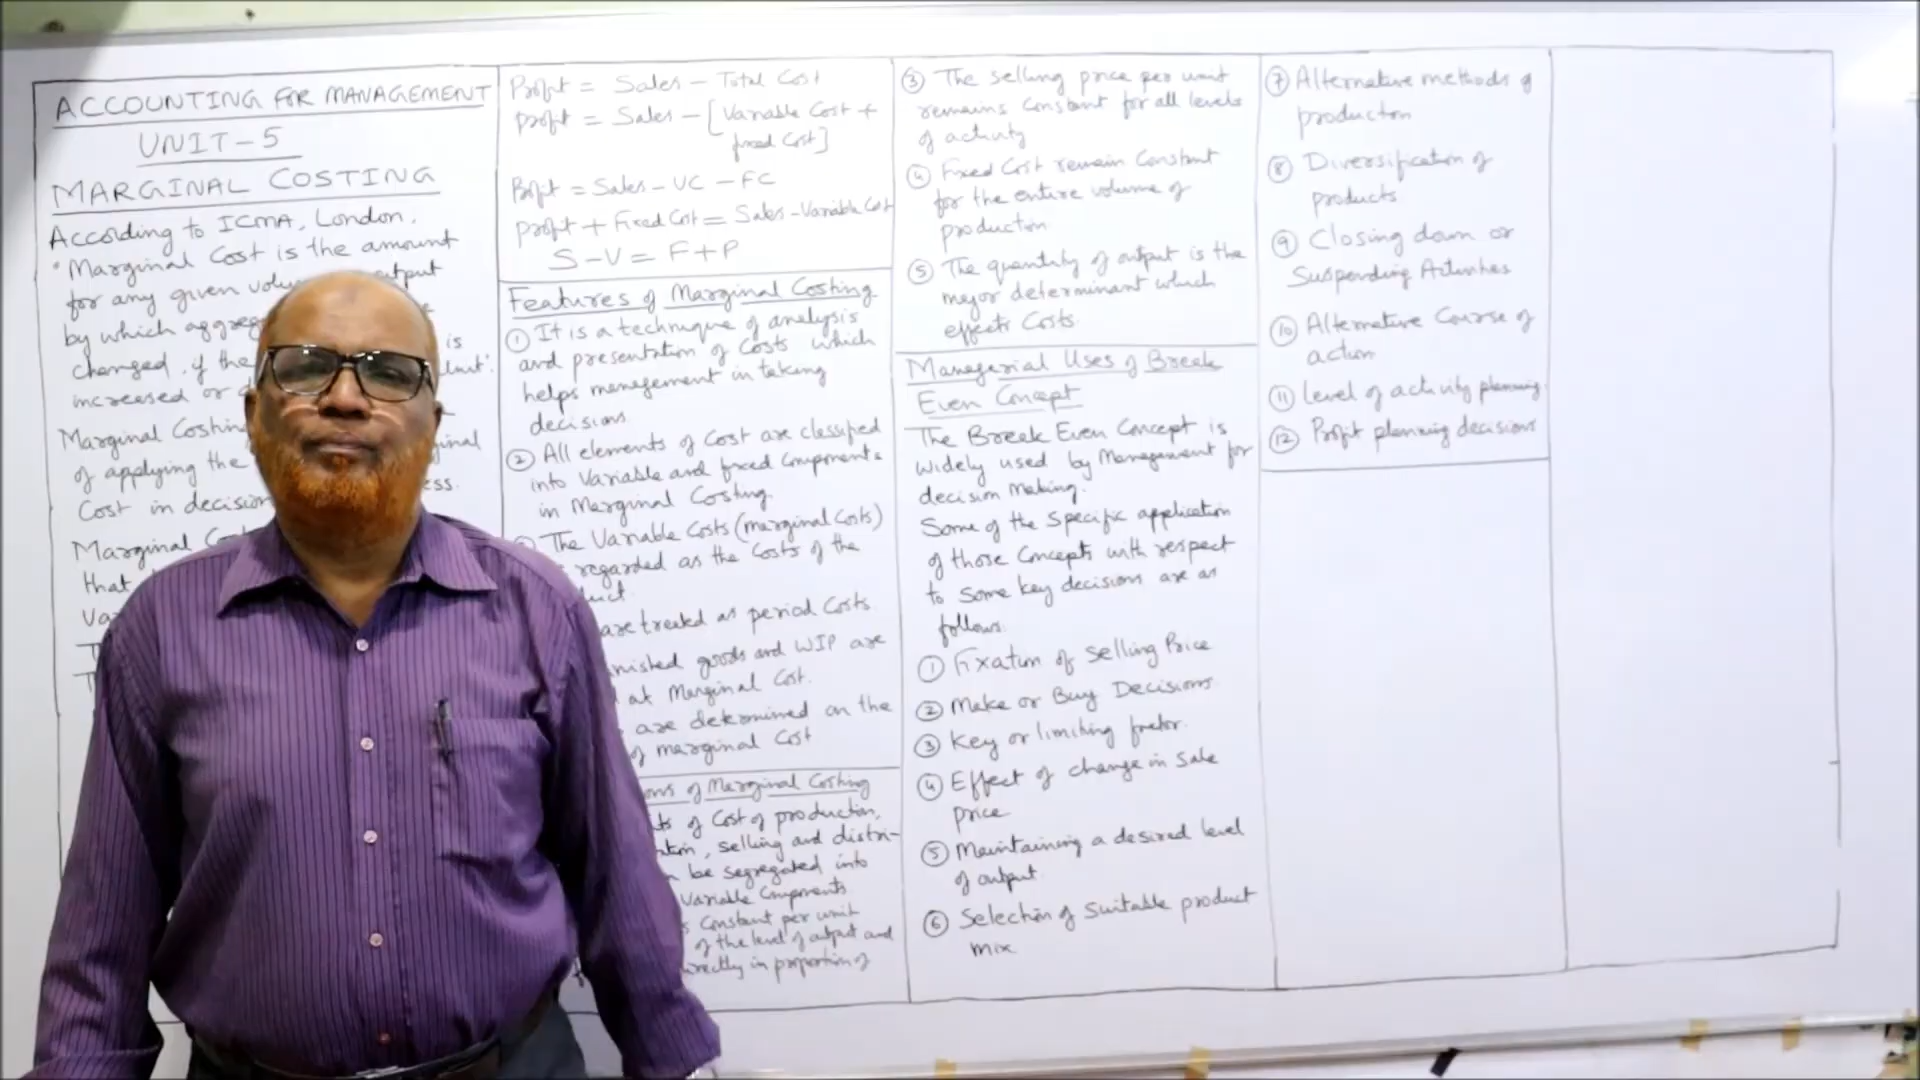 ACCOUNTING FOR MANAGEMENT
UNIT-5
MARGINAL COSTING
According to ICMA, London,
"Marginal Cost is the amount
for any given output
by which
changed, if the is
increased or
Marginal
of applying the
Cost in
Marginal
that
Profit = Sales - Total Cost
Profit = Sales - [Variable Cost +
fixed Cost]
Profit = Sales - VC - FC
Profit + Fixed Cost = Sales - Variable Cost
S-V = F+P
Features of Marginal Costing
① It is a technique of analysis
and presentation of Costs which
helps management in taking
decisions.
② All elements of Cost are classified
into Variable and fixed Components
in Marginal Costing.
The Variable Costs (marginal Costs)
regarded as the Costs of the
are treated as period Costs.
goods and WIP are
at Marginal Cost.
are determined on the
of marginal Cost
of Marginal Costing
of Cost of production,
selling and distri-
be segregated into
Variable Components
Constant per unit
of the level of output and
in proportion of
③ The selling price per unit
remains Constant for all levels
of activity
④ Fixed Cost remain Constant
for the entire volume of
production.
⑤ The quantity of output is the
major determinant which
effects Costs.
Managerial Uses of Break
Even Concept
The Break Even Concept is
widely used by Management for
decision making.
Some of the specific application
of those Concepts with respect
to some key decisions are as
follows.
① Fixation of Selling Price
② Make or Buy Decisions
③ Key or limiting factor.
④ Effect of change in Sale
price
⑤ Maintaining a desired level
of output.
⑥ Selection of Suitable product
mix
⑦ Alternative methods of
production
⑧ Diversification of
products
⑨ Closing down or
Suspending Activities
⑩ Alternative Course of
action
⑪ level of activity planning.
⑫ Profit planning decisions